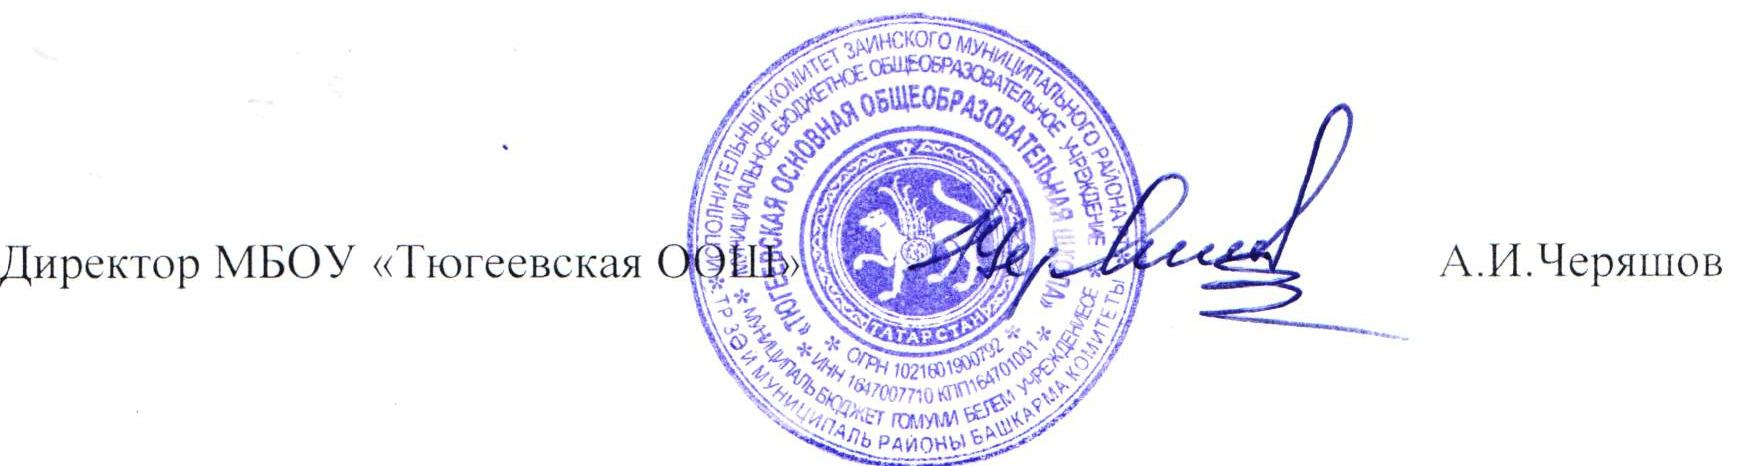 Директор МБОУ «Тюгеевская ООШ» А.И.Черяшов
ИСПОЛНИТЕЛЬНЫЙ КОМИТЕТ ЗАИНСКОГО МУНИЦИПАЛЬНОГО РАЙОНА РТ
МУНИЦИПАЛЬНОЕ БЮДЖЕТНОЕ ОБЩЕОБРАЗОВАТЕЛЬНОЕ УЧРЕЖДЕНИЕ
«ТЮГЕЕВСКАЯ ОСНОВНАЯ ОБЩЕОБРАЗОВАТЕЛЬНАЯ ШКОЛА»
ТАТАРСТАН
* ОГРН 1021601900792 *
* ИНН 1647007710 КПП164701001 *
* МУНИЦИПАЛЬ БЮДЖЕТ ГОМУМИ БЕЛЕМ УЧРЕЖДЕНИЕСЕ *
* ТР ЗӘЙ МУНИЦИПАЛЬ РАЙОНЫ БАШКАРМА КОМИТЕТЫ *